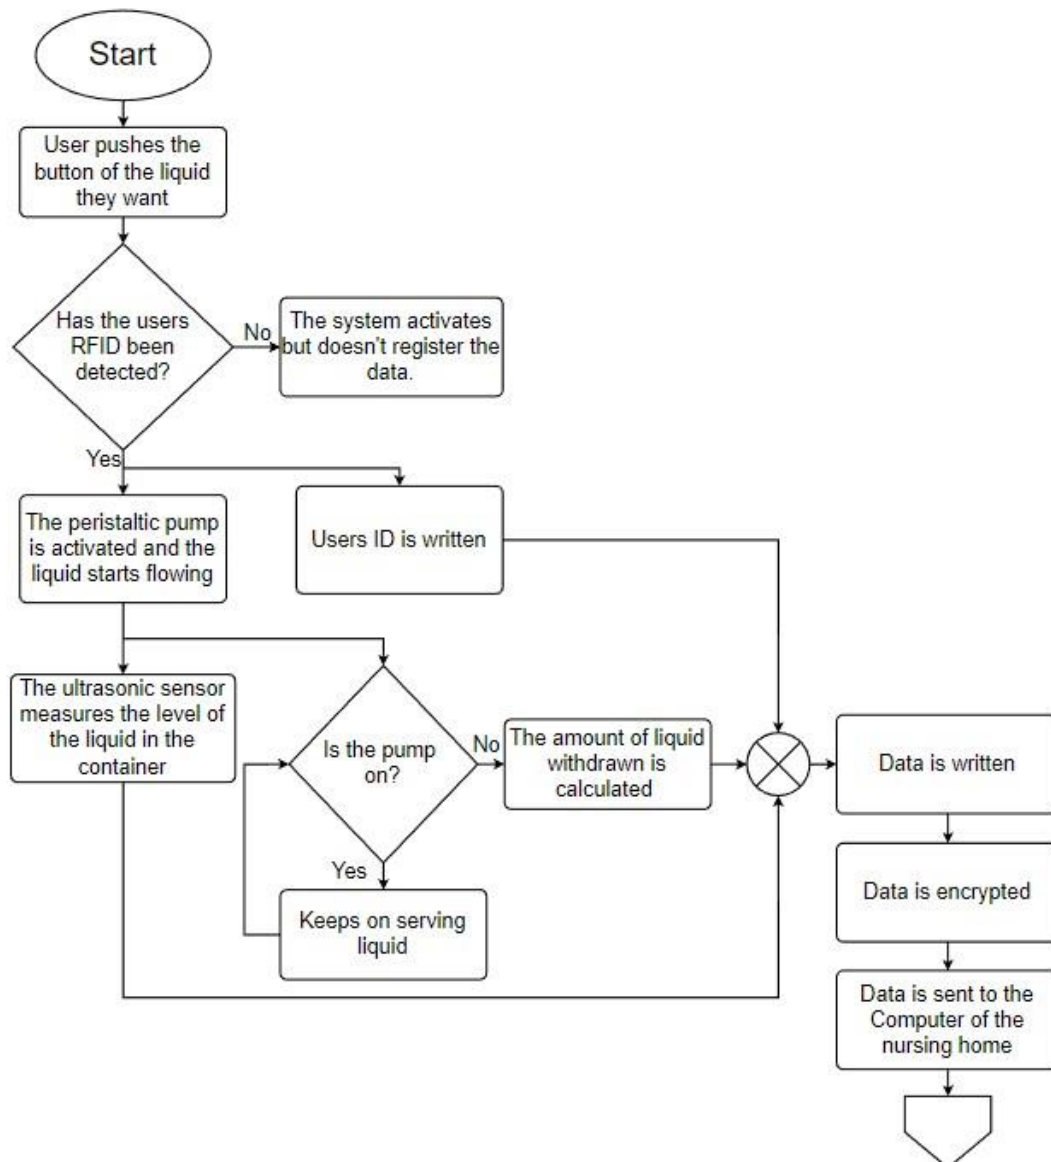 Start
User pushes the
button of the liquid
they want
Has the users
RFID been
detected?
No
The system activates
but doesn't register the
data.
Yes
The peristaltic pump
is activated and the
liquid starts flowing
Users ID is written
The ultrasonic sensor
measures the level of
the liquid in the
container
Is the pump
on?
No
The amount of liquid
withdrawn is
calculated
Yes
Keeps on serving
liquid
Data is written
Data is encrypted
Data is sent to the
Computer of the
nursing home